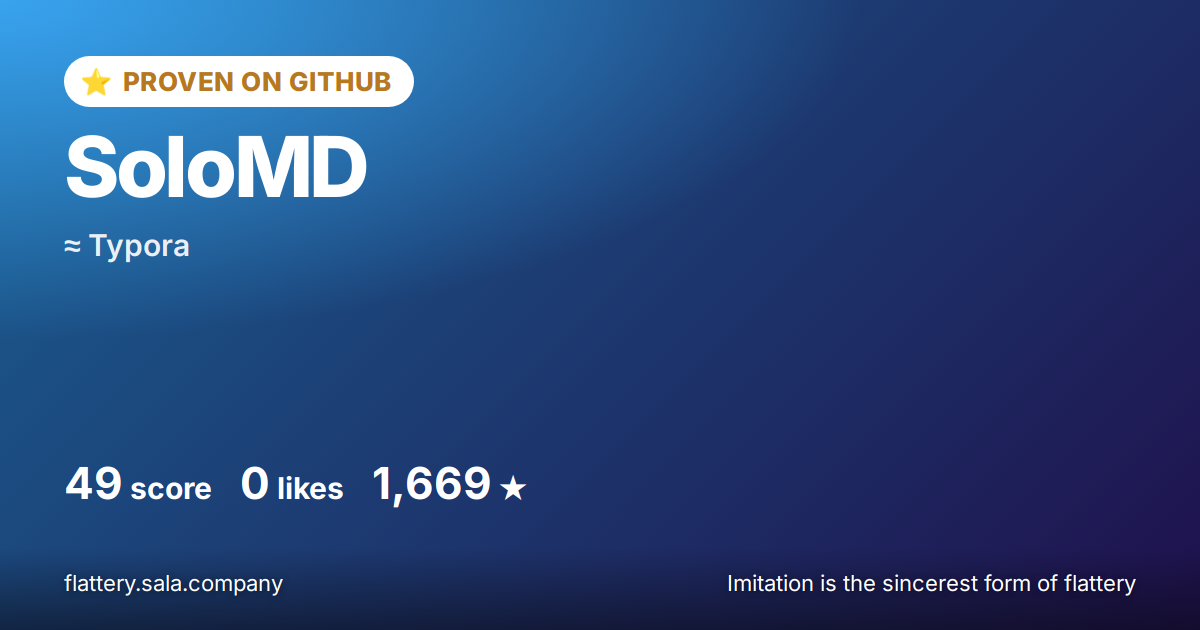 ⭐ PROVEN ON GITHUB
SoloMD
≈ Typora
49 score 0 likes 1,669 ★
flattery.sala.company
Imitation is the sincerest form of flattery